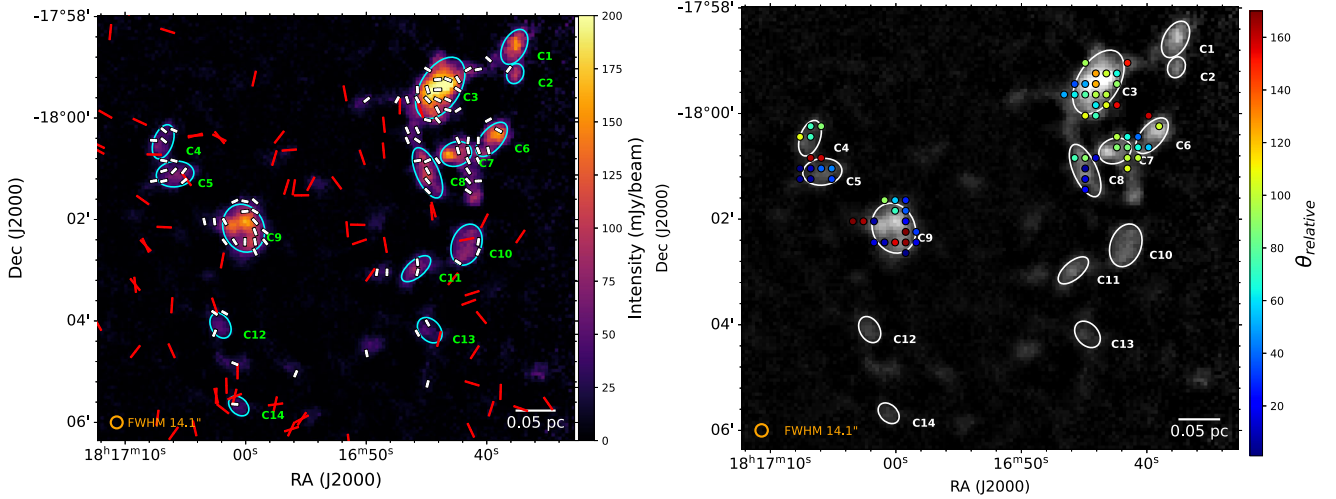 -17°58'
-18°00'
02'
04'
06'
Dec (J2000)
18ʰ17ᵐ10ˢ
00ˢ
16ᵐ50ˢ
40ˢ
RA (J2000)
C1
C2
C3
C4
C5
C6
C7
C8
C9
C10
C11
C12
C13
C14
FWHM 14.1"
0.05 pc
200
175
150
125
100
75
50
25
0
Intensity (mJy/beam)
-17°58'
-18°00'
02'
04'
06'
Dec (J2000)
18ʰ17ᵐ10ˢ
00ˢ
16ᵐ50ˢ
40ˢ
RA (J2000)
C1
C2
C3
C4
C5
C6
C7
C8
C9
C10
C11
C12
C13
C14
FWHM 14.1"
0.05 pc
160
140
120
100
80
60
40
20
θrelative